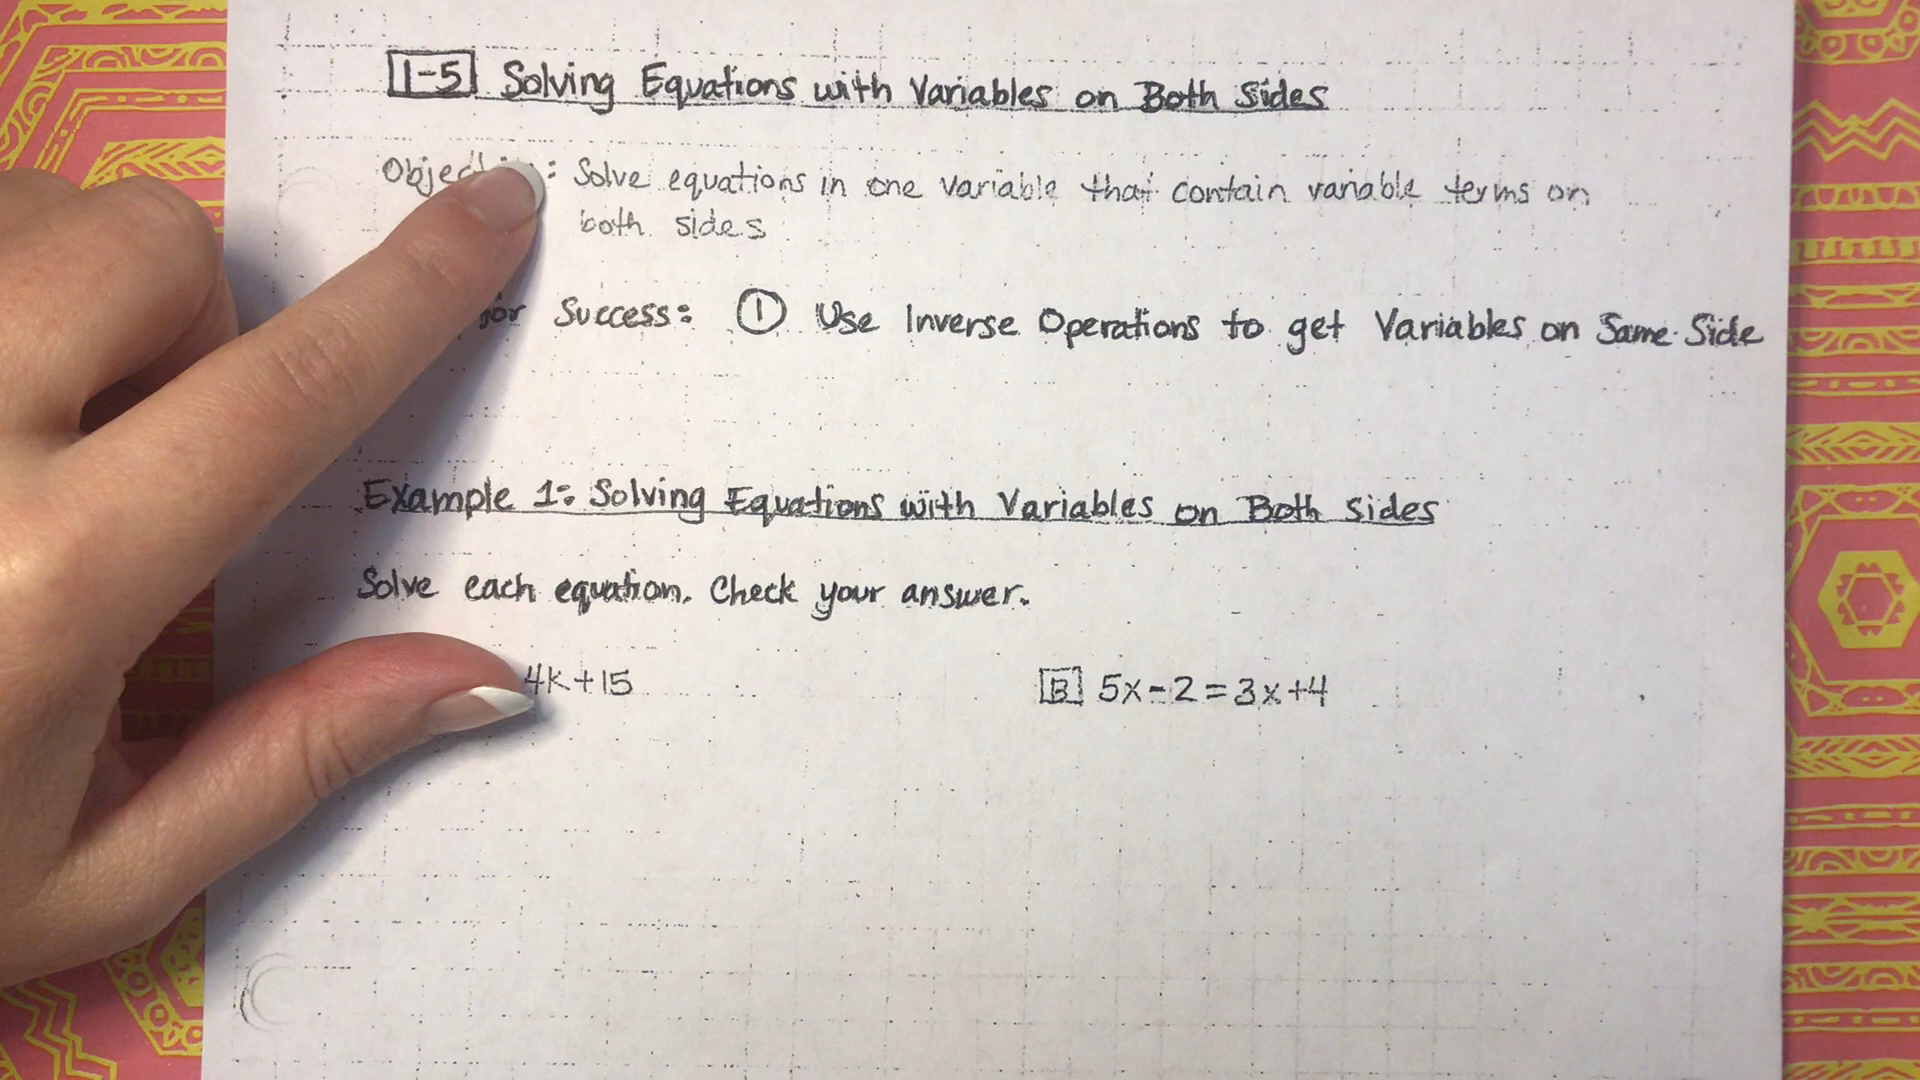 1-5 Solving Equations with Variables on Both Sides
: Solve equations in one variable that contain variable terms on
both sides
for Success: ① Use Inverse Operations to get Variables on Same Side
Example 1: Solving Equations with Variables on Both Sides
Solve each equation. Check your answer.
4k+15 B 5x-2=3x+4